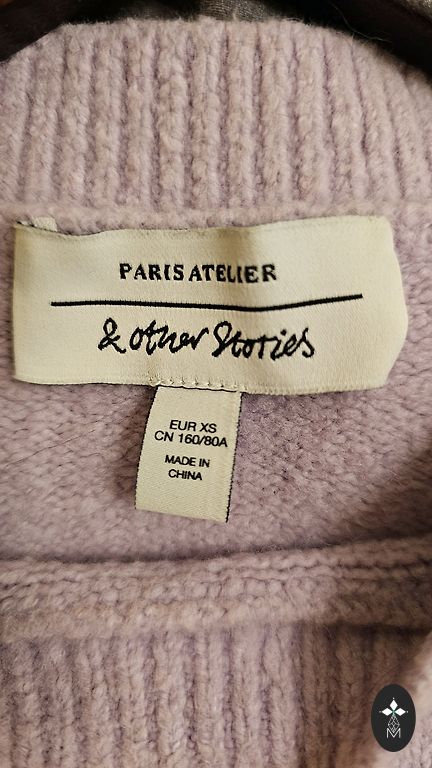 PARIS ATELIER
& other Stories
EUR XS
CN 160/80A
MADE IN
CHINA
M